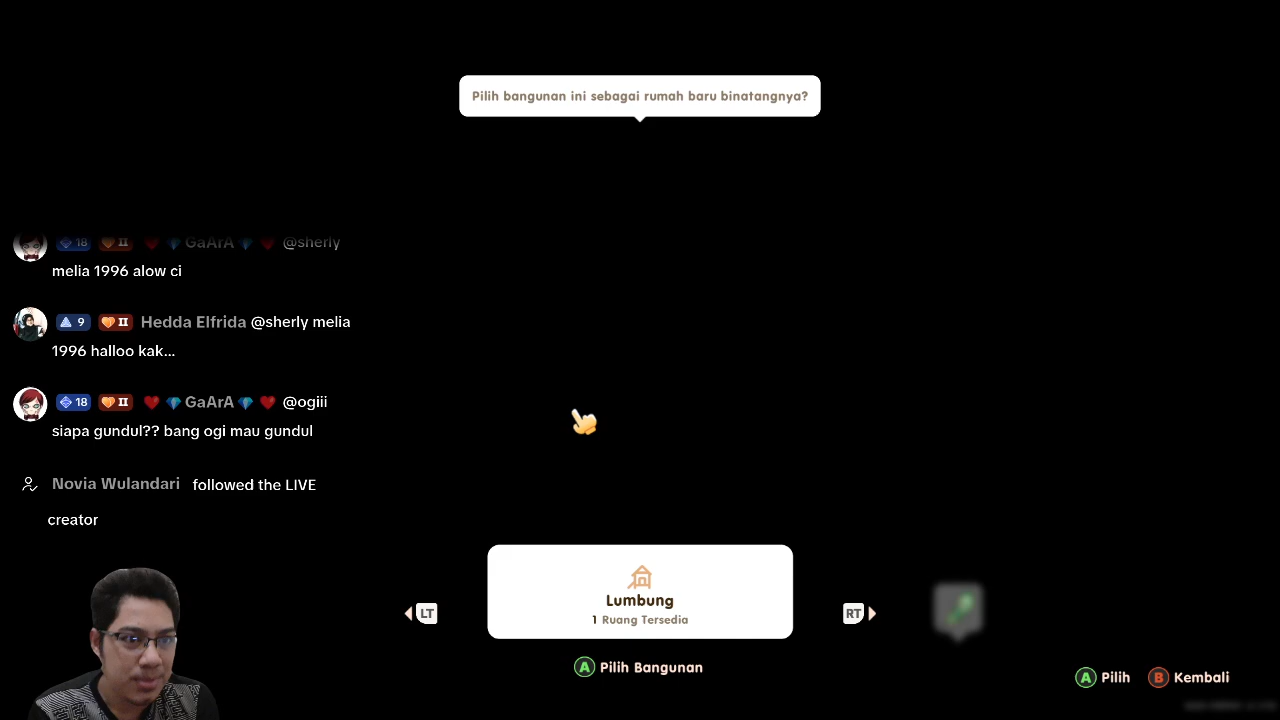 Pilih bangunan ini sebagai rumah baru binatangnya?
18 II GaArA @sherly
melia 1996 alow ci
9 II Hedda Elfrida @sherly melia
1996 halloo kak...
18 II GaArA @ogiii
siapa gundul?? bang ogi mau gundul
Novia Wulandari followed the LIVE
creator
Lumbung
1 Ruang Tersedia
LT
RT
A Pilih Bangunan
A Pilih B Kembali